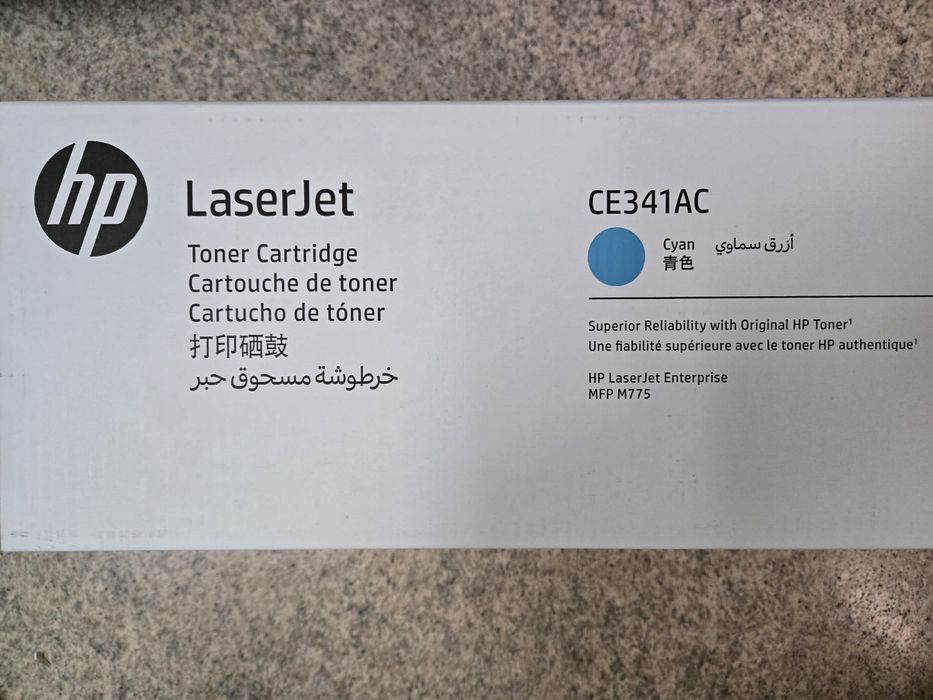 hp
LaserJet
Toner Cartridge
Cartouche de toner
Cartucho de tóner
打印硒鼓
خرطوشة مسحوق حبر
CE341AC
Cyan أزرق سماوي
青色
Superior Reliability with Original HP Toner¹
Une fiabilité supérieure avec le toner HP authentique¹
HP LaserJet Enterprise
MFP M775